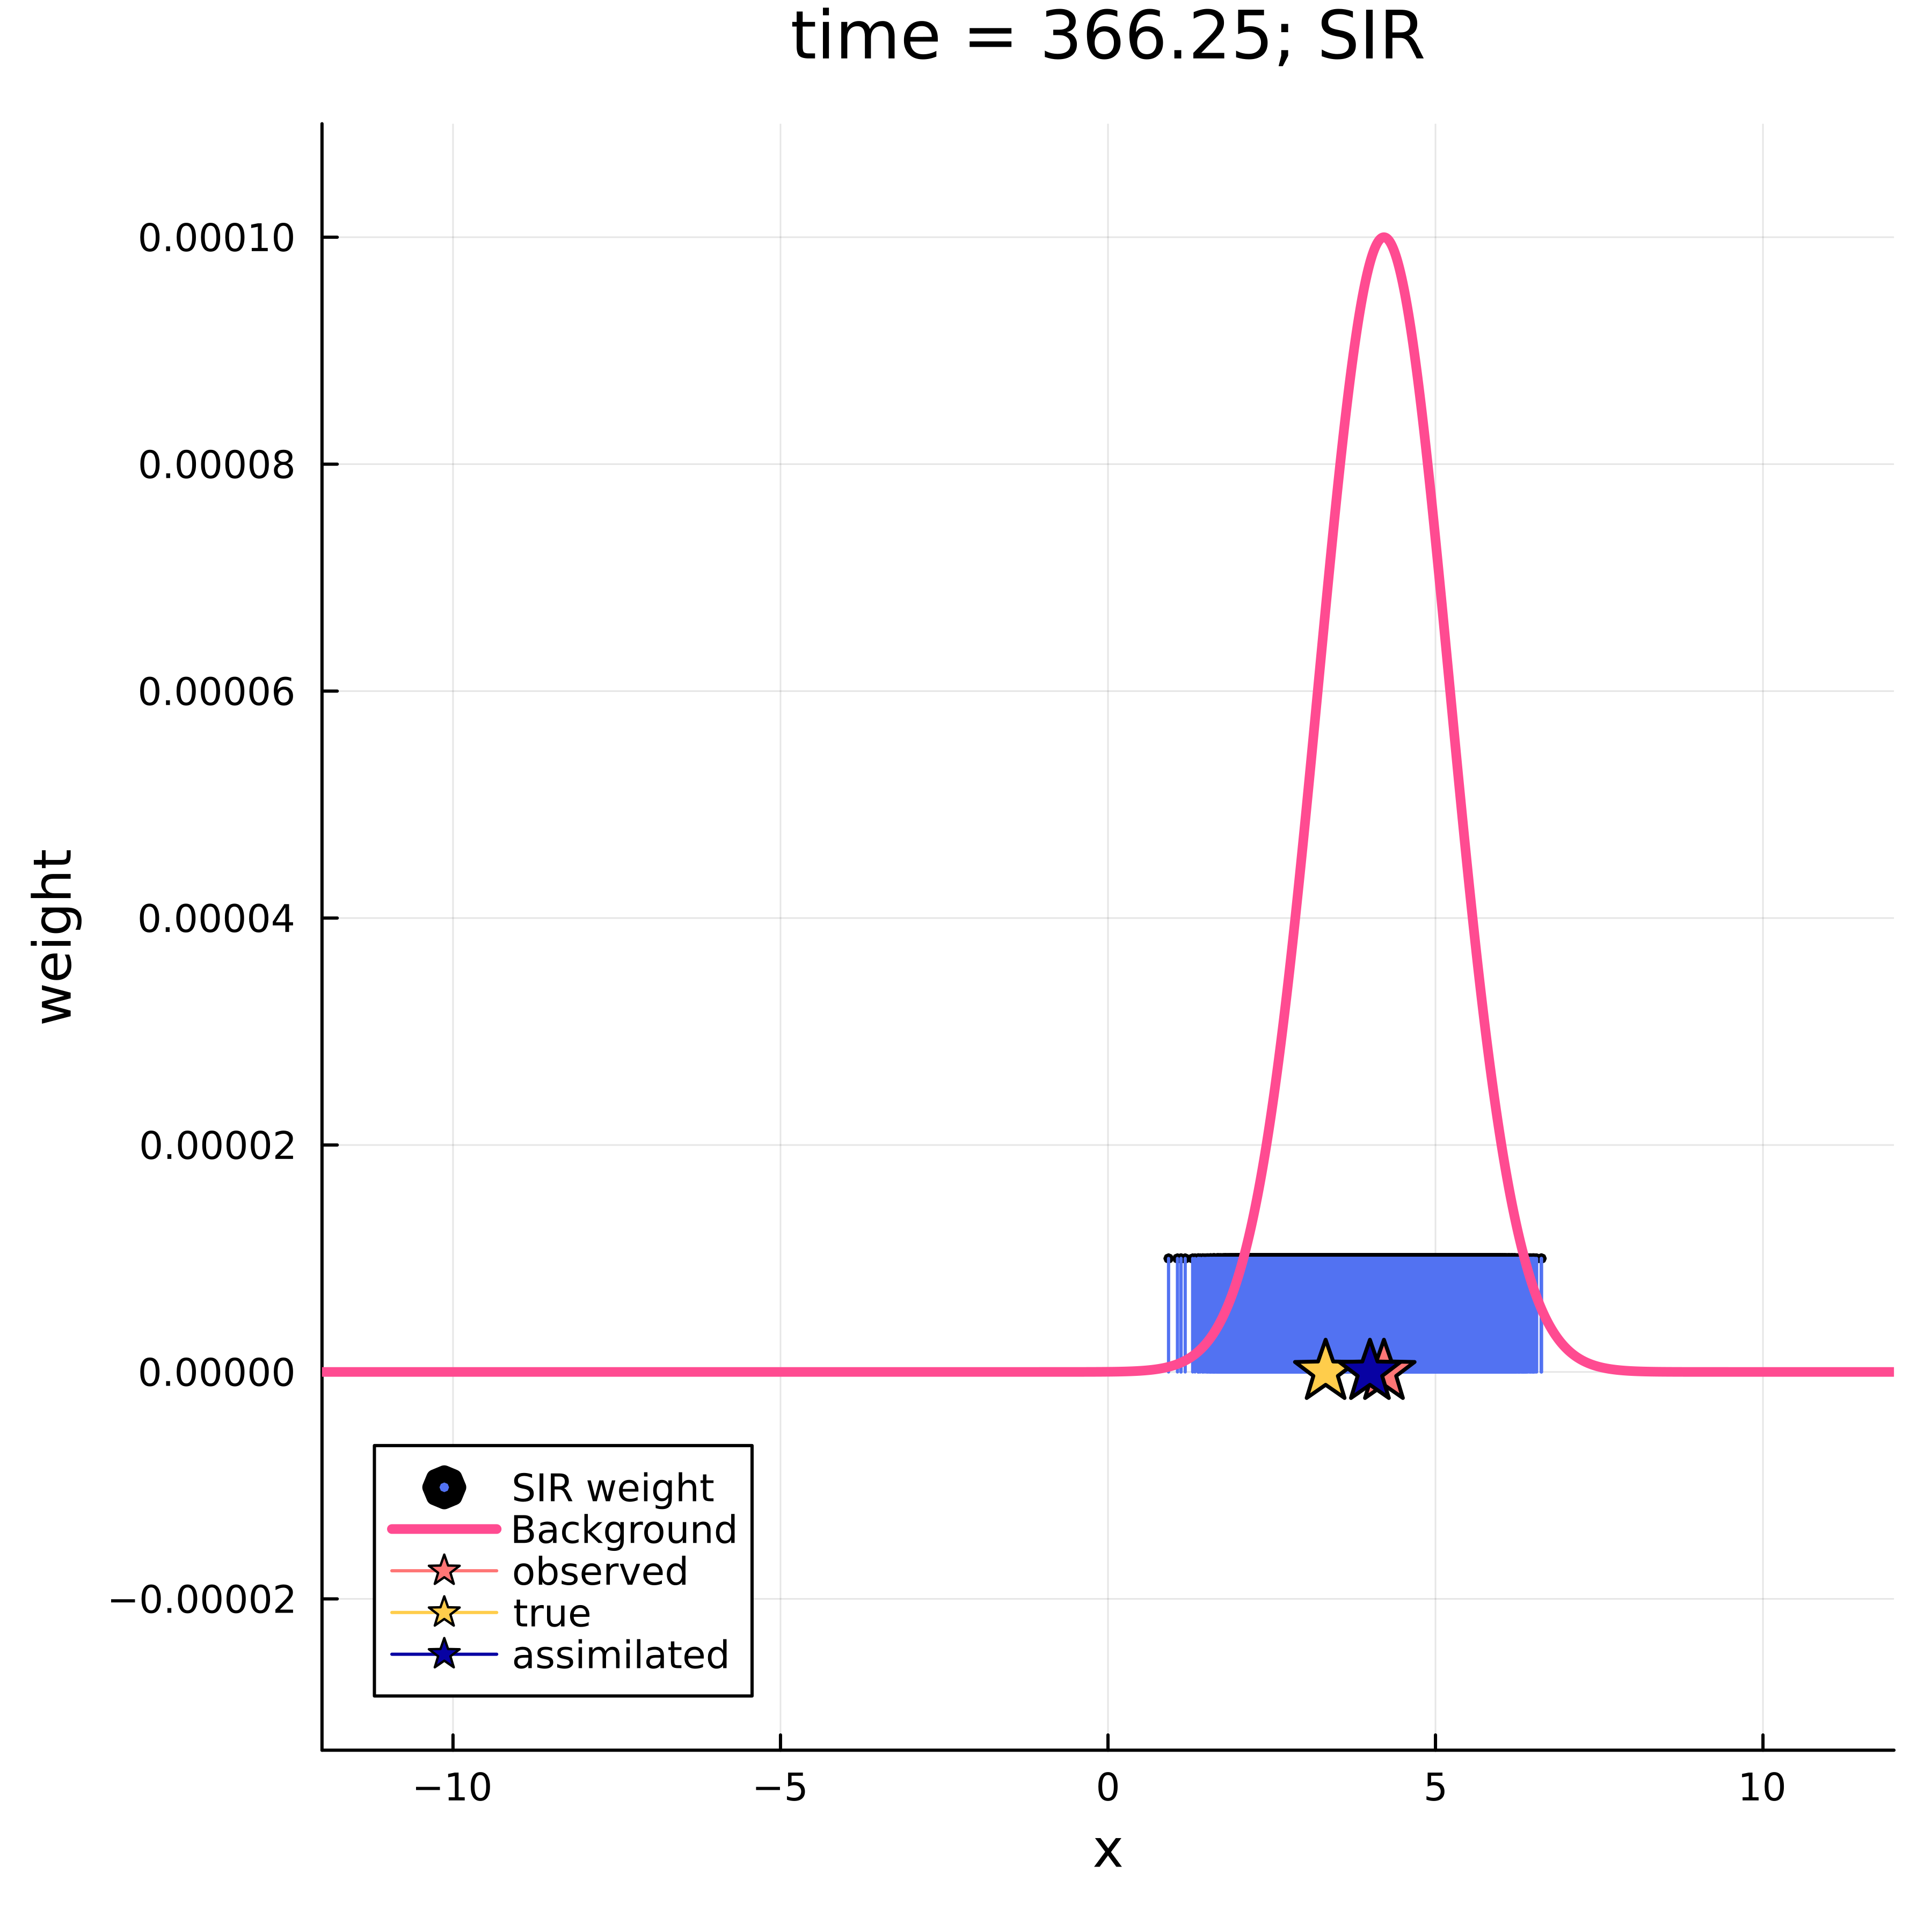 time = 366.25; SIR
weight
0.00010
0.00008
0.00006
0.00004
0.00002
0.00000
−0.00002
SIR weight
Background
observed
true
assimilated
−10 −5 0 5 10
x